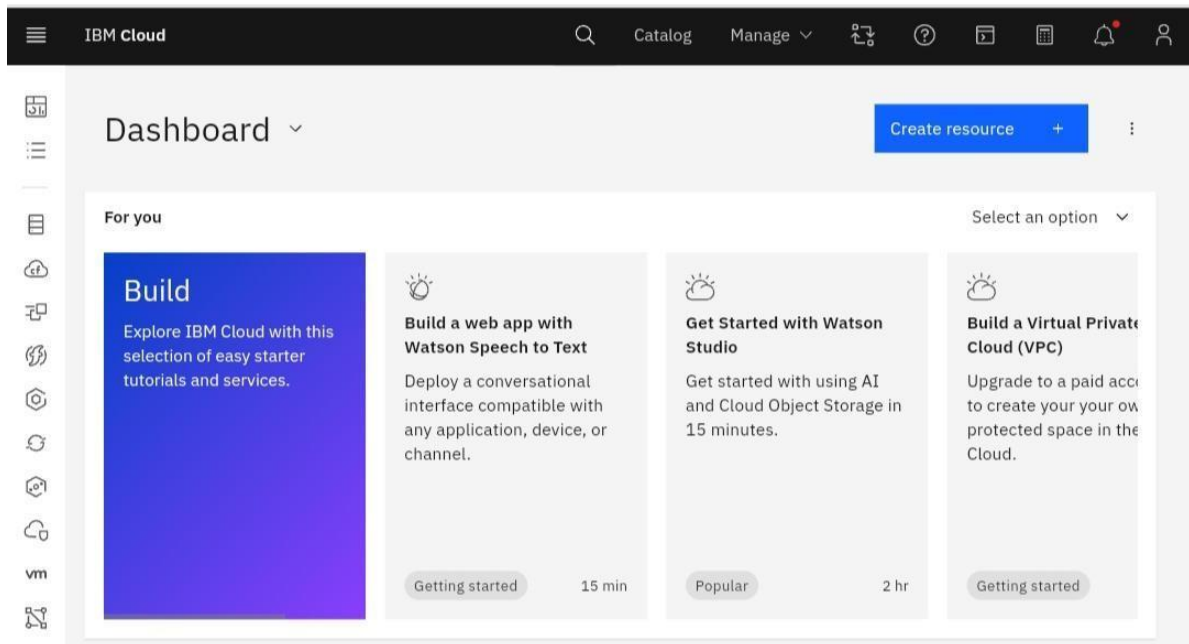 IBM Cloud
Catalog
Manage
Dashboard
Create resource +
For you
Select an option
Build
Explore IBM Cloud with this
selection of easy starter
tutorials and services.
Build a web app with
Watson Speech to Text
Deploy a conversational
interface compatible with
any application, device, or
channel.
Getting started
15 min
Get Started with Watson
Studio
Get started with using AI
and Cloud Object Storage in
15 minutes.
Popular
2 hr
Build a Virtual Private
Cloud (VPC)
Upgrade to a paid acc
to create your your ow
protected space in the
Cloud.
Getting started
cf
vm